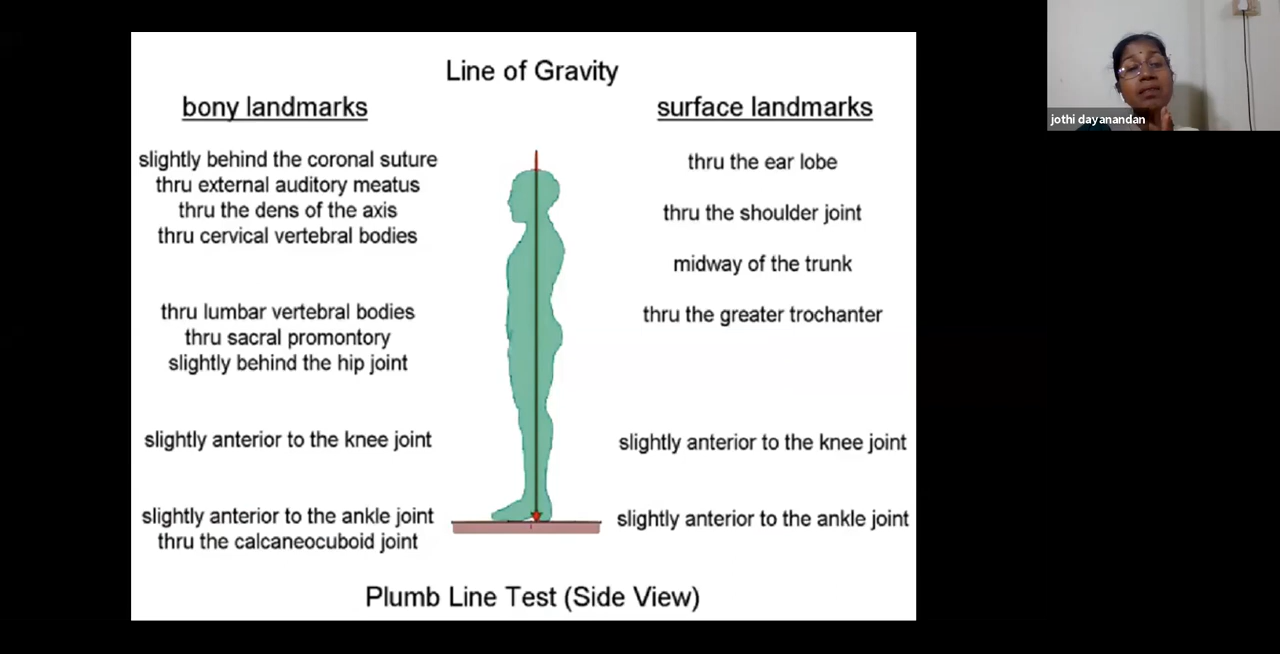 Line of Gravity
bony landmarks
slightly behind the coronal suture
thru external auditory meatus
thru the dens of the axis
thru cervical vertebral bodies
thru lumbar vertebral bodies
thru sacral promontory
slightly behind the hip joint
slightly anterior to the knee joint
slightly anterior to the ankle joint
thru the calcaneocuboid joint
surface landmarks
thru the ear lobe
thru the shoulder joint
midway of the trunk
thru the greater trochanter
slightly anterior to the knee joint
slightly anterior to the ankle joint
Plumb Line Test (Side View)
jothi dayanandan